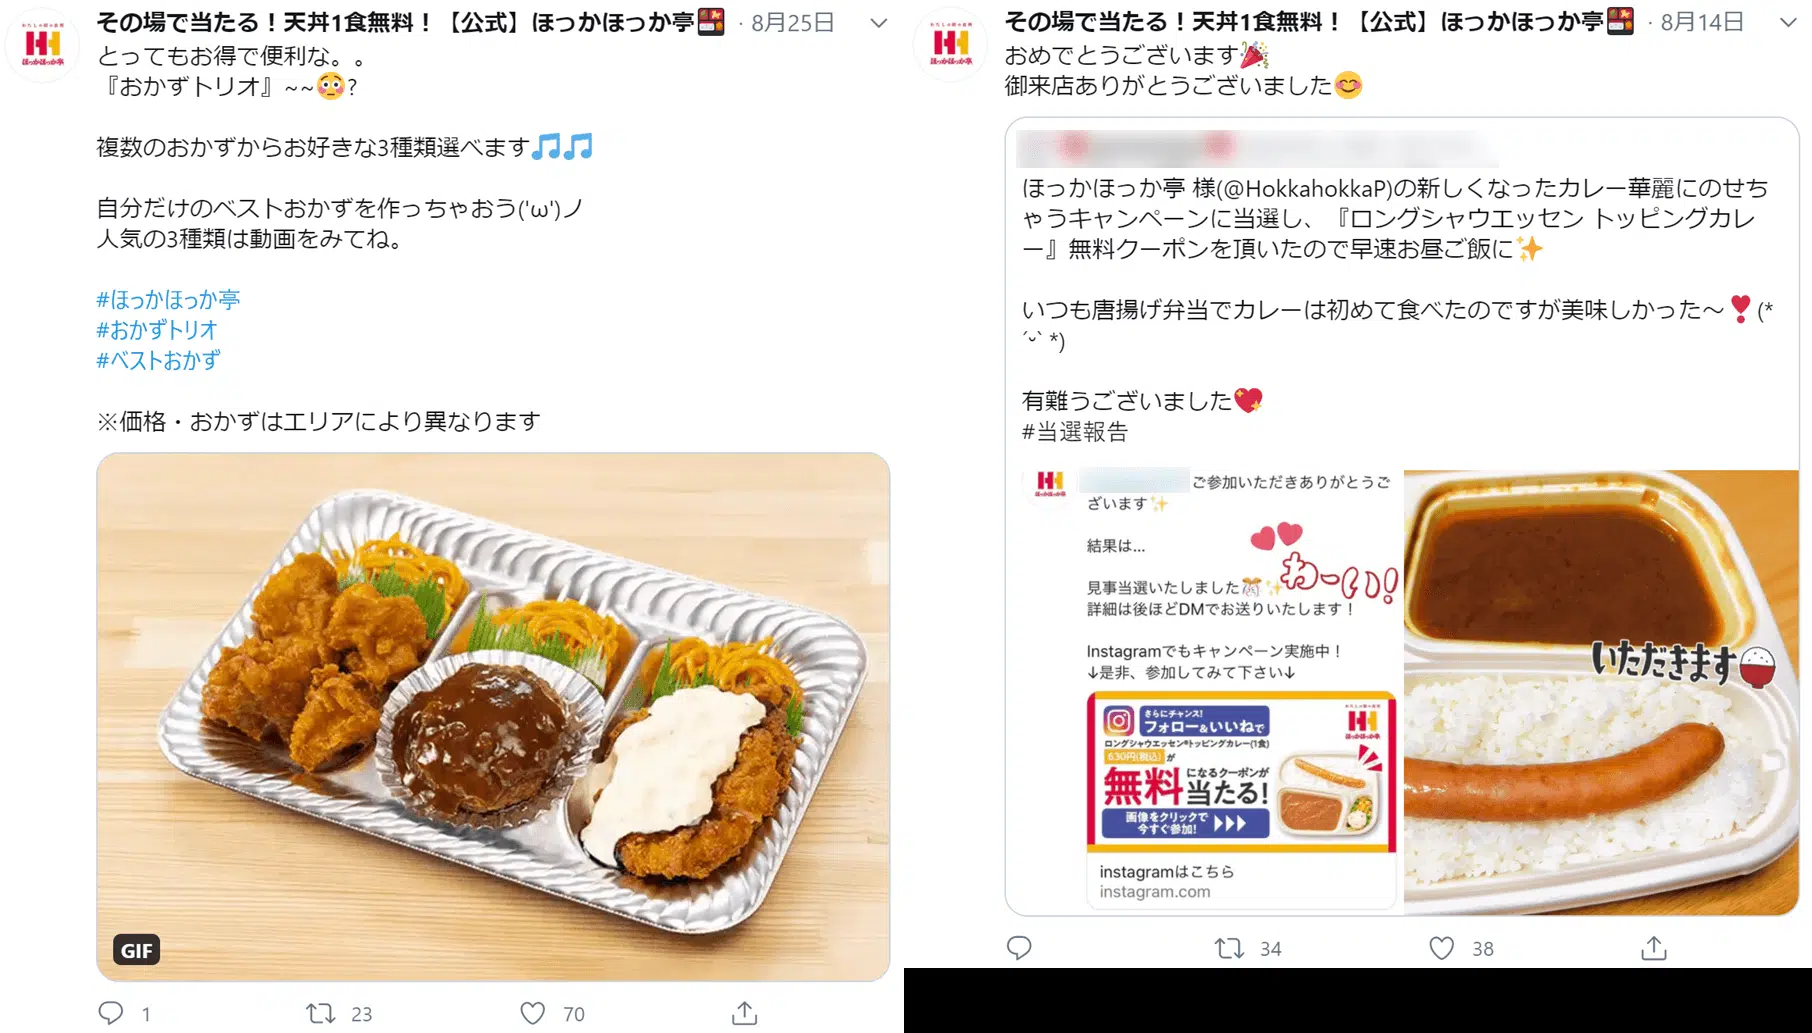 その場で当たる！天丼1食無料！【公式】ほっかほっか亭🍱 · 8月25日
とってもお得で便利な。。
『おかずトリオ』~~😳?
複数のおかずからお好きな3種類選べます🎵🎵
自分だけのベストおかずを作っちゃおう('ω')ノ
人気の3種類は動画をみてね。
#ほっかほっか亭
#おかずトリオ
#ベストおかず
※価格・おかずはエリアにより異なります
GIF
1 23 70
その場で当たる！天丼1食無料！【公式】ほっかほっか亭🍱 · 8月14日
おめでとうございます🎉
御来店ありがとうございました😊
ほっかほっか亭 様(@HokkahokkaP)の新しくなったカレー華麗にのせち
ゃうキャンペーンに当選し、『ロングシャウエッセン トッピングカレ
ー』無料クーポンを頂いたので早速お昼ご飯に✨
いつも唐揚げ弁当でカレーは初めて食べたのですが美味しかった〜❣(*
´ᵕ` *)
有難うございました💖
#当選報告
ほっかほっか亭
ご参加いただきありがとうご
ざいます✨
結果は...
見事当選いたしました🎊✨
詳細は後ほどDMでお送りいたします！
わーい!
Instagramでもキャンペーン実施中！
↓是非、参加してみて下さい↓
さらにチャンス!
フォロー&いいねで
ロングシャウエッセン®トッピングカレー(1食)
630円(税込)が
無料になるクーポンが
当たる!
画像をクリックで
今すぐ参加!
instagramはこちら
instagram.com
いただきます
34 38